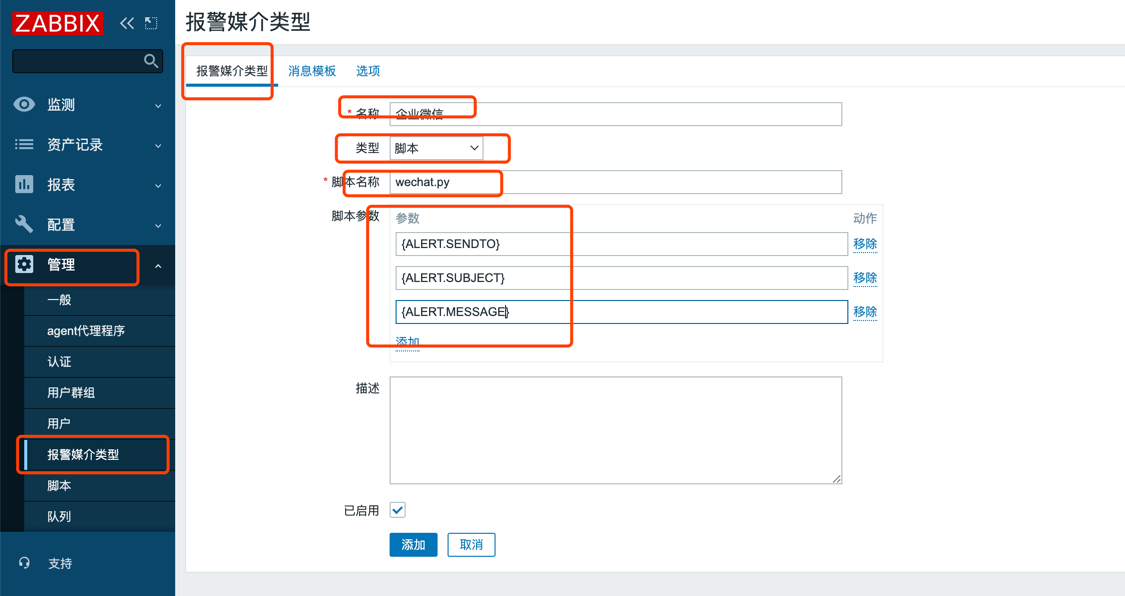 ZABBIX
监测
资产记录
报表
配置
管理
一般
agent代理程序
认证
用户群组
用户
报警媒介类型
脚本
队列
支持
报警媒介类型
报警媒介类型 消息模板 选项
* 名称 企业微信
类型 脚本
* 脚本名称 wechat.py
脚本参数 参数 动作
{ALERT.SENDTO} 移除
{ALERT.SUBJECT} 移除
{ALERT.MESSAGE} 移除
添加
描述
已启用
添加 取消